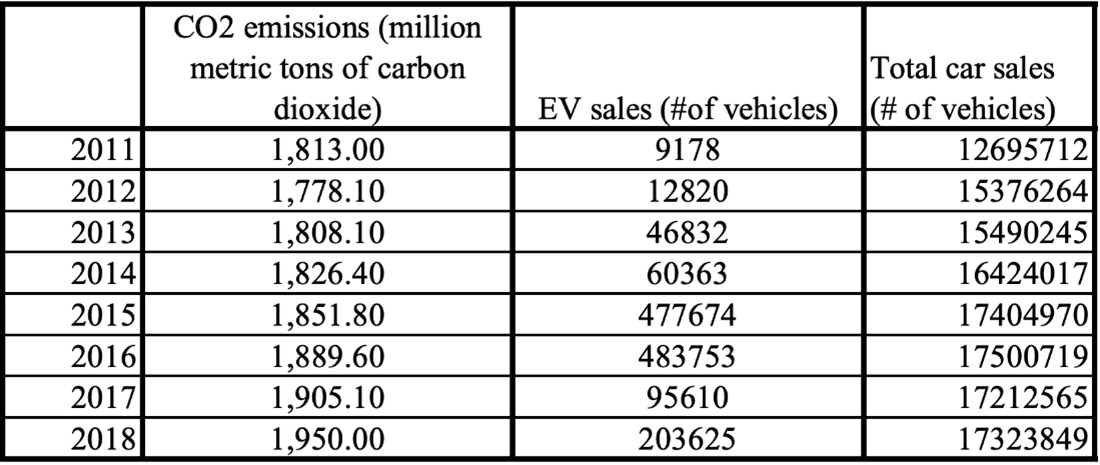 CO2 emissions (million
metric tons of carbon
dioxide) EV sales (#of vehicles) Total car sales
(# of vehicles)
2011 1,813.00 9178 12695712
2012 1,778.10 12820 15376264
2013 1,808.10 46832 15490245
2014 1,826.40 60363 16424017
2015 1,851.80 477674 17404970
2016 1,889.60 483753 17500719
2017 1,905.10 95610 17212565
2018 1,950.00 203625 17323849